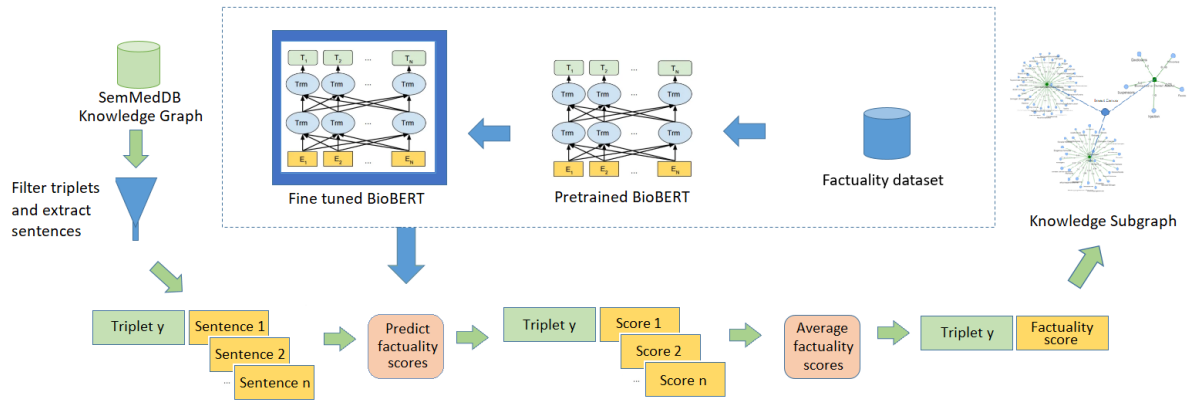 SemMedDB
Knowledge Graph
Filter triplets
and extract
sentences
T1 T2 ... TN
Trm Trm Trm
Trm Trm ... Trm
E1 E2 ... EN
Fine tuned BioBERT
T1 T2 ... TN
Trm Trm Trm
Trm Trm ... Trm
E1 E2 ... EN
Pretrained BioBERT
Factuality dataset
Knowledge Subgraph
Triplet y
Sentence 1
Sentence 2
...
Sentence n
Predict
factuality
scores
Triplet y
Score 1
Score 2
...
Score n
Average
factuality
scores
Triplet y
Factuality
score